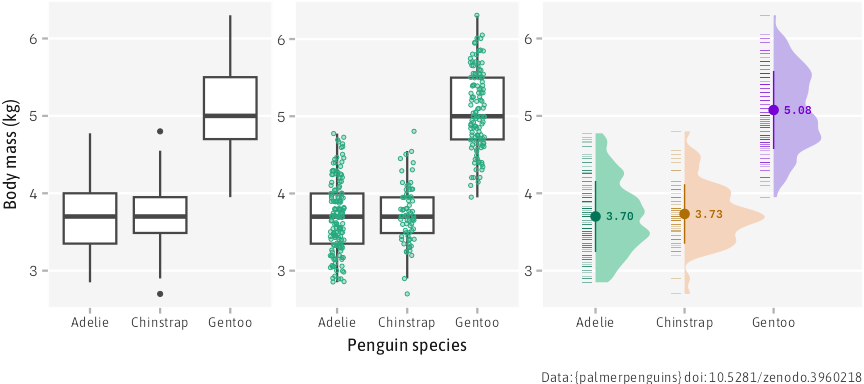 Body mass (kg)
6
5
4
3
Adelie Chinstrap Gentoo
6
5
4
3
Adelie Chinstrap Gentoo
6
5
4
3
5.08
3.70
3.73
Adelie Chinstrap Gentoo
Penguin species
Data: {palmerpenguins} doi: 10.5281/zenodo.3960218